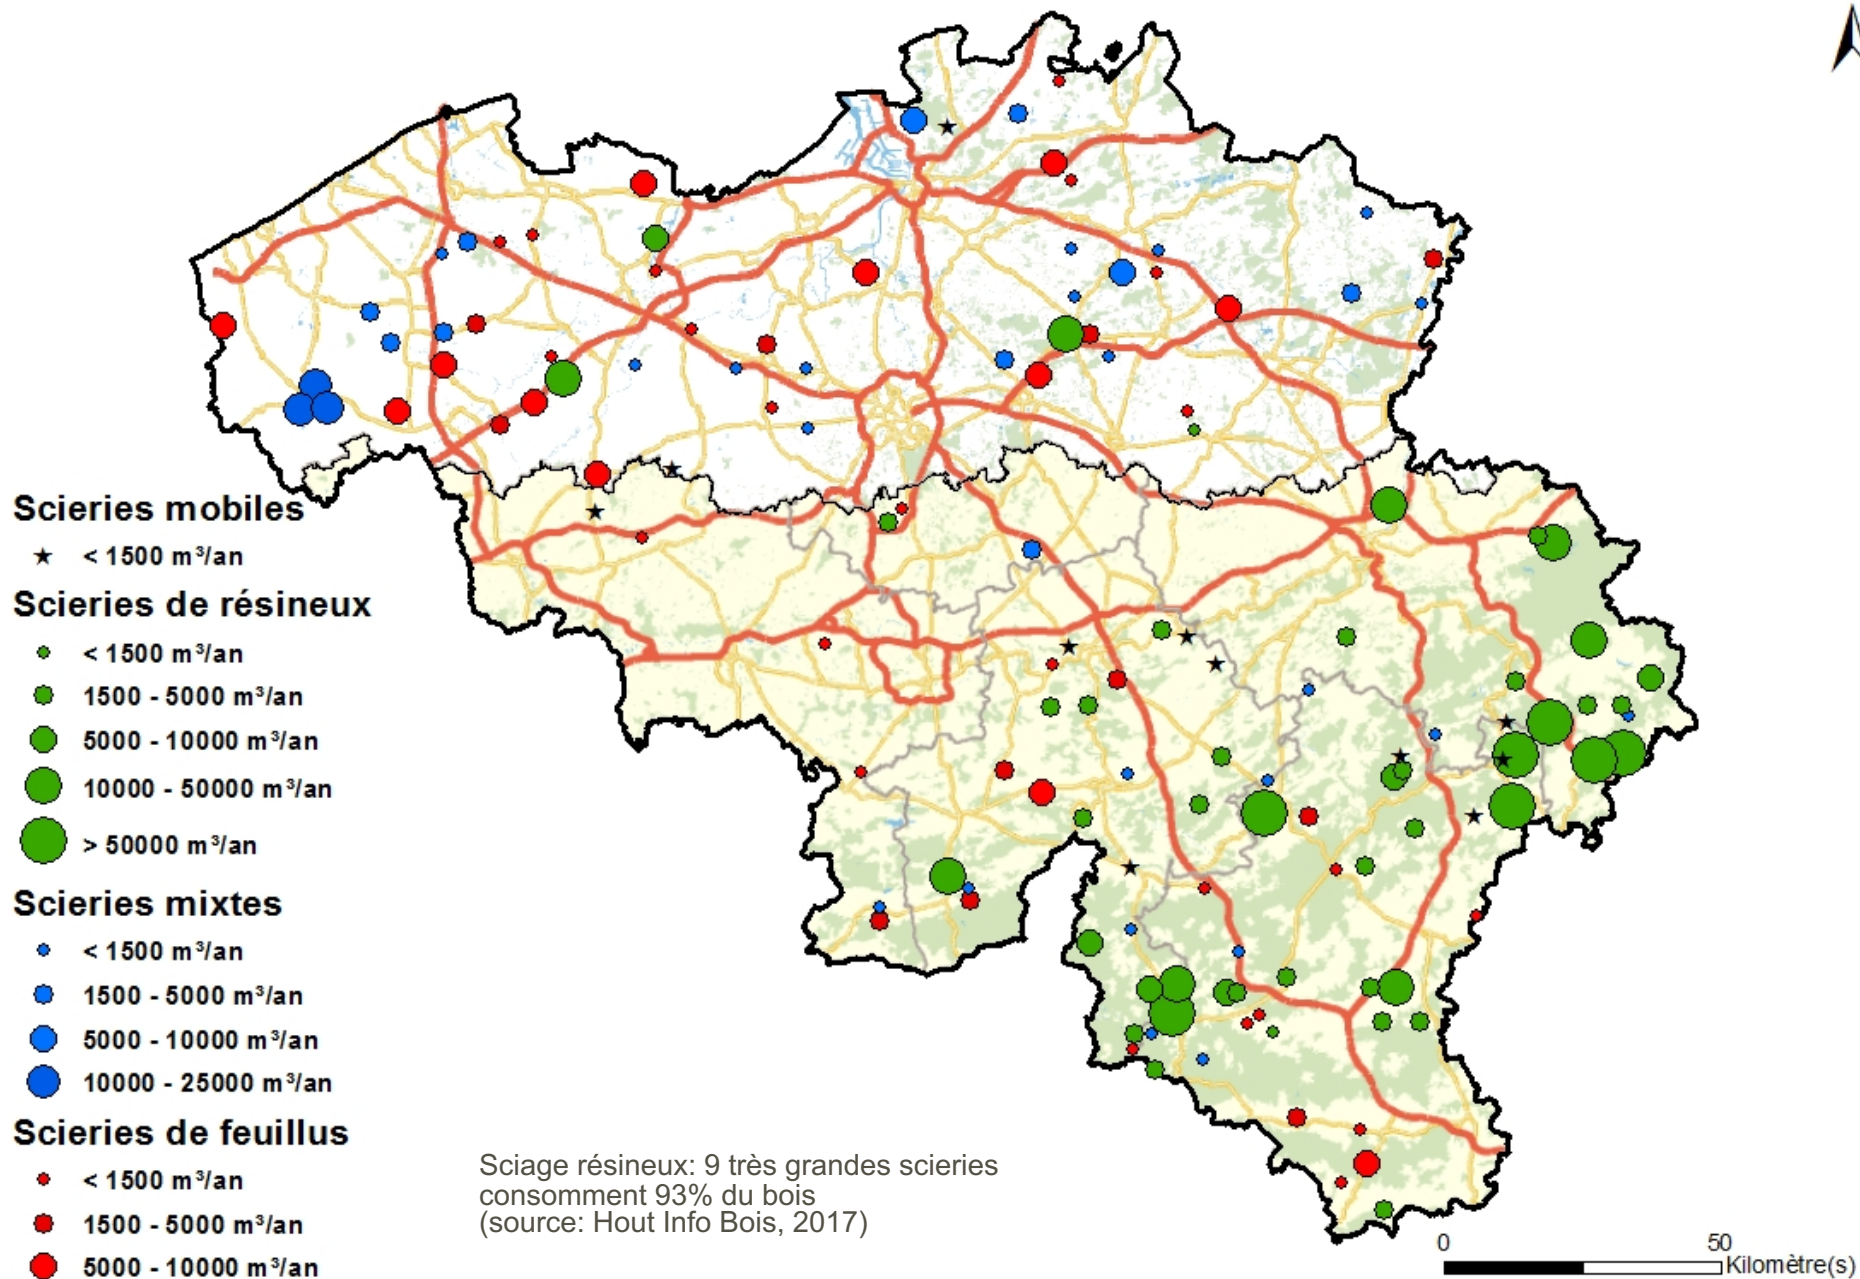 Scieries mobiles
< 1500 m³/an
Scieries de résineux
< 1500 m³/an
1500 - 5000 m³/an
5000 - 10000 m³/an
10000 - 50000 m³/an
> 50000 m³/an
Scieries mixtes
< 1500 m³/an
1500 - 5000 m³/an
5000 - 10000 m³/an
10000 - 25000 m³/an
Scieries de feuillus
< 1500 m³/an
1500 - 5000 m³/an
5000 - 10000 m³/an
Sciage résineux: 9 très grandes scieries
consomment 93% du bois
(source: Hout Info Bois, 2017)
0 50
Kilomètre(s)